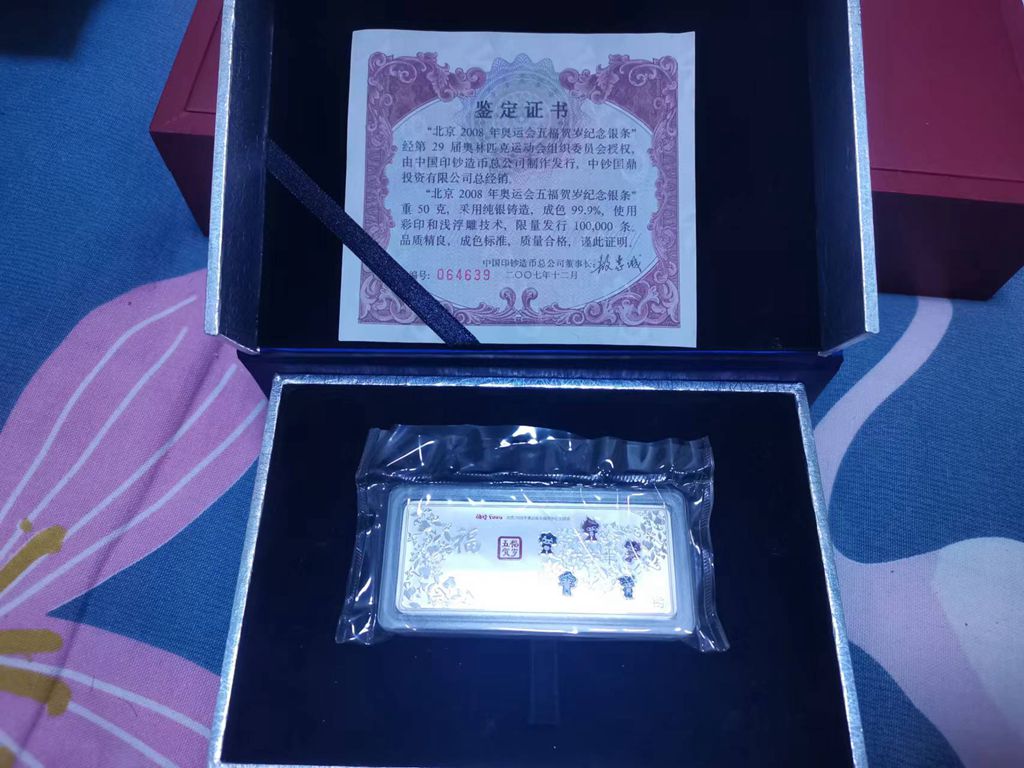 鉴定证书
“北京 2008 年奥运会五福贺岁纪念银条”
经第 29 届奥林匹克运动会组织委员会授权,
由中国印钞造币总公司制作发行, 中钞国鼎
投资有限公司总经销。
“北京 2008 年奥运会五福贺岁纪念银条”
重 50 克, 采用纯银铸造, 成色 99.9%, 使用
彩印和浅浮雕技术, 限量发行 100,000 条。
品质精良, 成色标准, 质量合格, 谨此证明。
中国印钞造币总公司董事长:
编号: 064639 二〇〇七年十二月
福
五福
贺岁